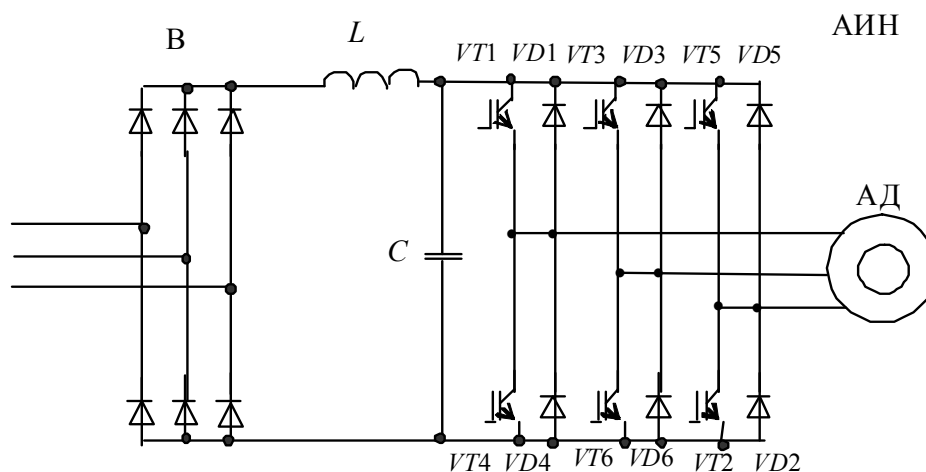 В
L
АИН
VT1 VD1 VT3 VD3 VT5 VD5
АД
C
VT4 VD4 VT6 VD6 VT2 VD2